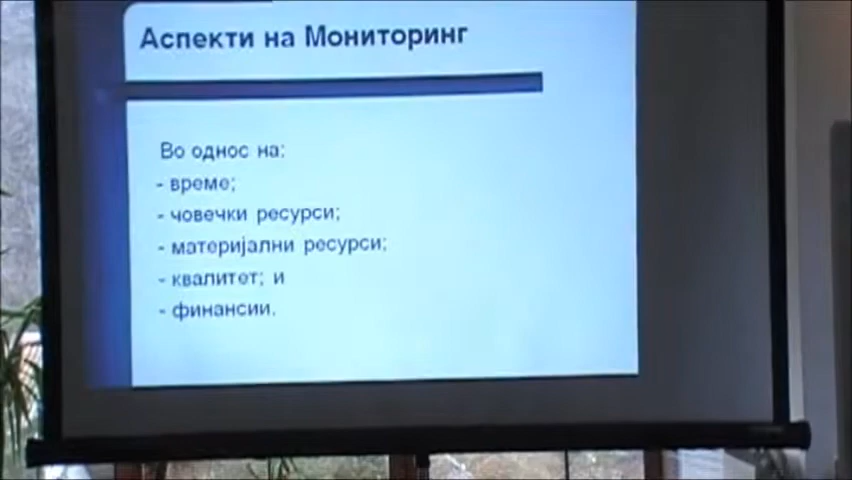 Аспекти на Мониторинг
Во однос на:
- време;
- човечки ресурси;
- материјални ресурси;
- квалитет; и
- финансии.